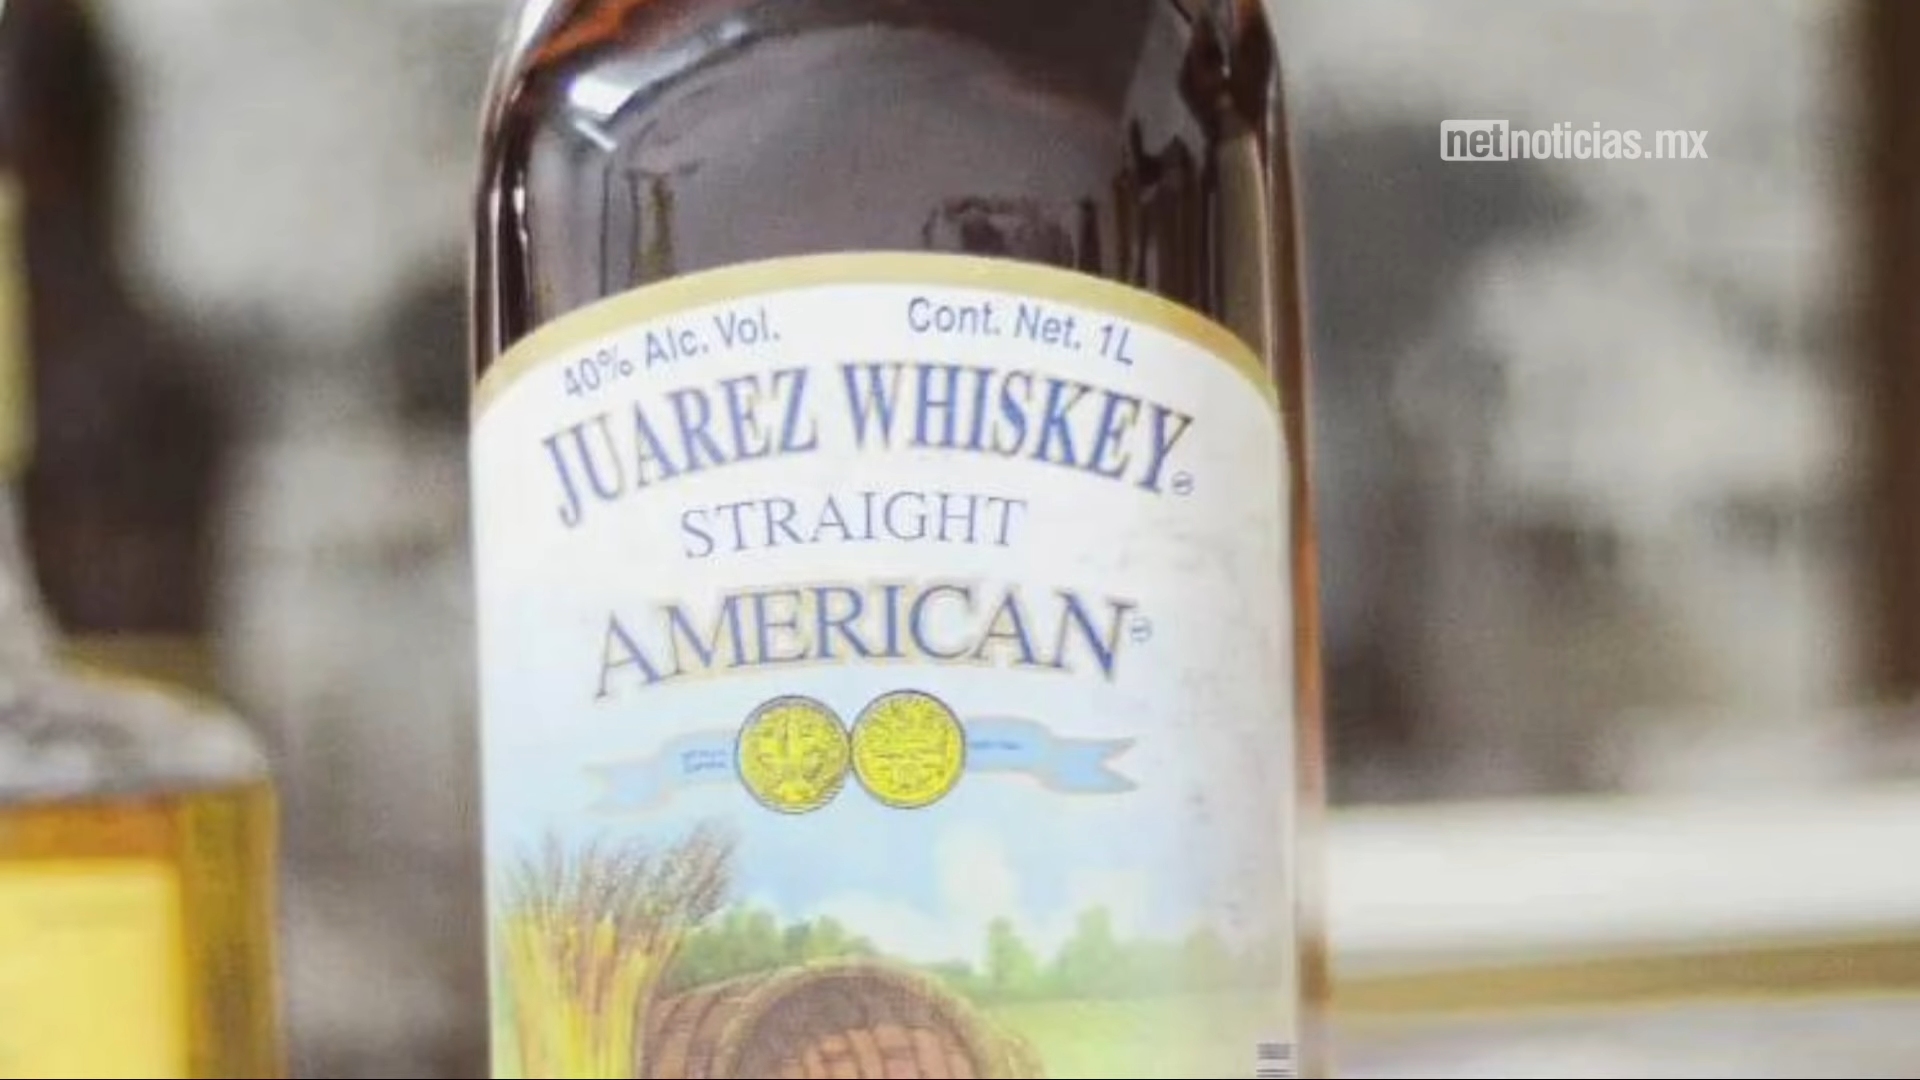 netnoticias.mx
40% Alc. Vol. Cont. Net. 1L
JUAREZ WHISKEY®
STRAIGHT
AMERICAN®